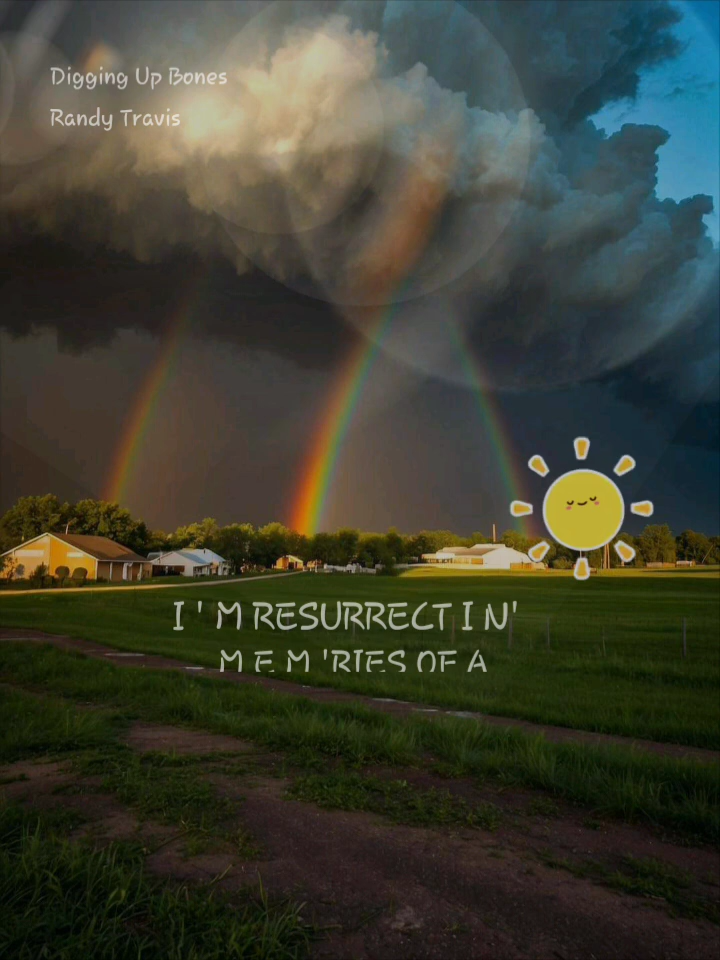 Digging Up Bones
Randy Travis
I'M RESURRECTIN'
MEM'RIES OF A